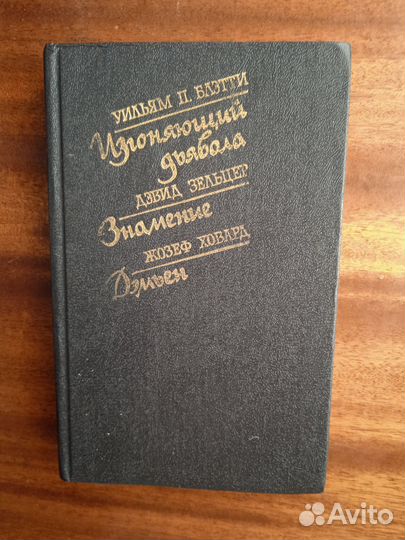 УИЛЬЯМ П. БЛЭТТИ
Изгоняющий
дьявола
ДЭВИД ЗЕЛЬЦЕР
Знамение
ЖОЗЕФ ХОВАРД
Дэмьен
Avito